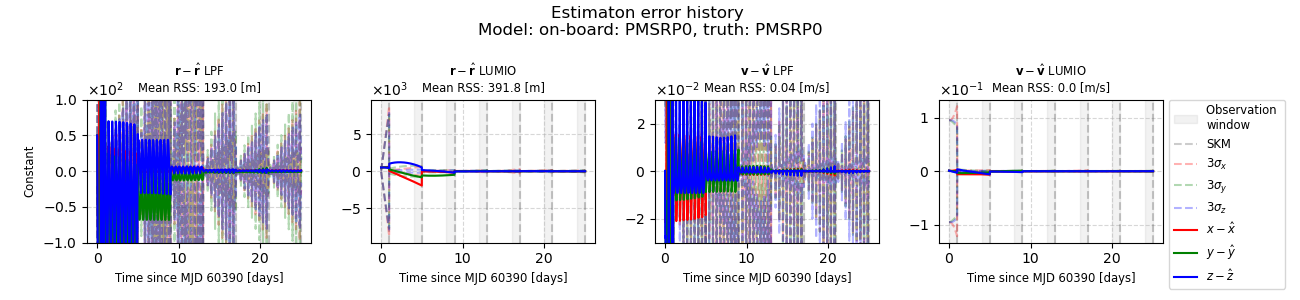 Estimaton error history
Model: on-board: PMSRP0, truth: PMSRP0
r − r̂ LPF
×10² Mean RSS: 193.0 [m]
1.0
0.5
0.0
−0.5
−1.0
0
10
20
Constant
Time since MJD 60390 [days]
r − r̂ LUMIO
×10³ Mean RSS: 391.8 [m]
5
0
−5
0
10
20
Time since MJD 60390 [days]
v − v̂ LPF
×10⁻² Mean RSS: 0.04 [m/s]
2
0
−2
0
10
20
Time since MJD 60390 [days]
v − v̂ LUMIO
×10⁻¹ Mean RSS: 0.0 [m/s]
1
0
−1
0
10
20
Time since MJD 60390 [days]
Observation
window
SKM
3σₓ
3σ_y
3σ_z
x − x̂
y − ŷ
z − ẑ